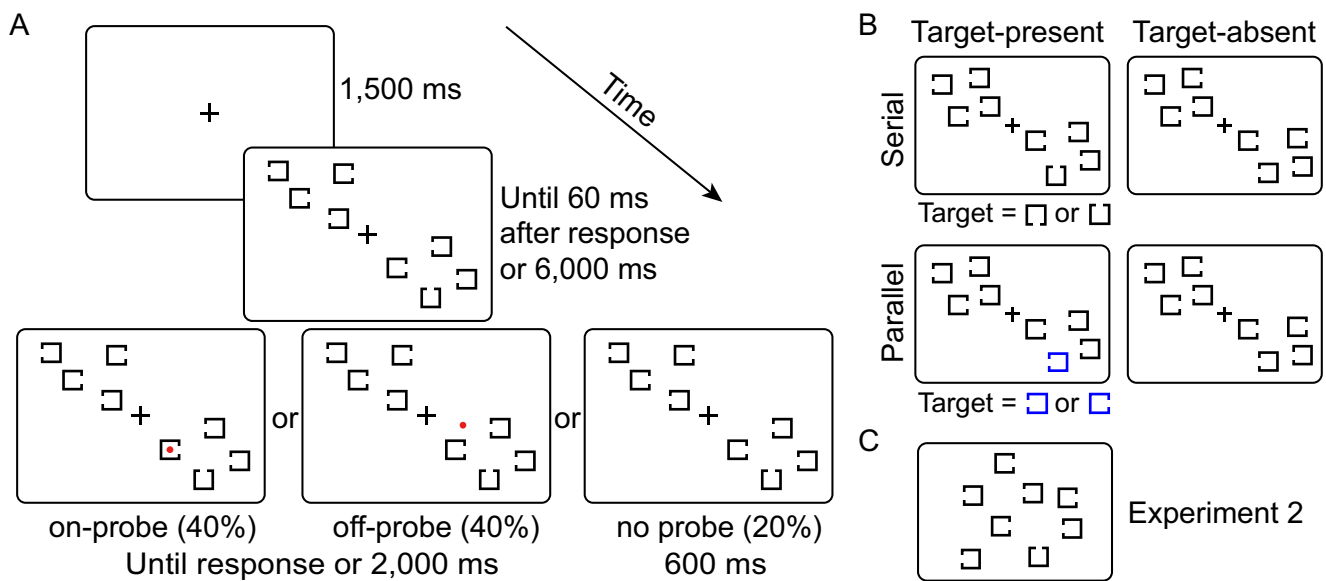 A
1,500 ms
Time
Until 60 ms
after response
or 6,000 ms
or
or
on-probe (40%)
off-probe (40%)
no probe (20%)
Until response or 2,000 ms
600 ms
B
Target-present
Target-absent
Serial
Target = or
Parallel
Target = or
C
Experiment 2